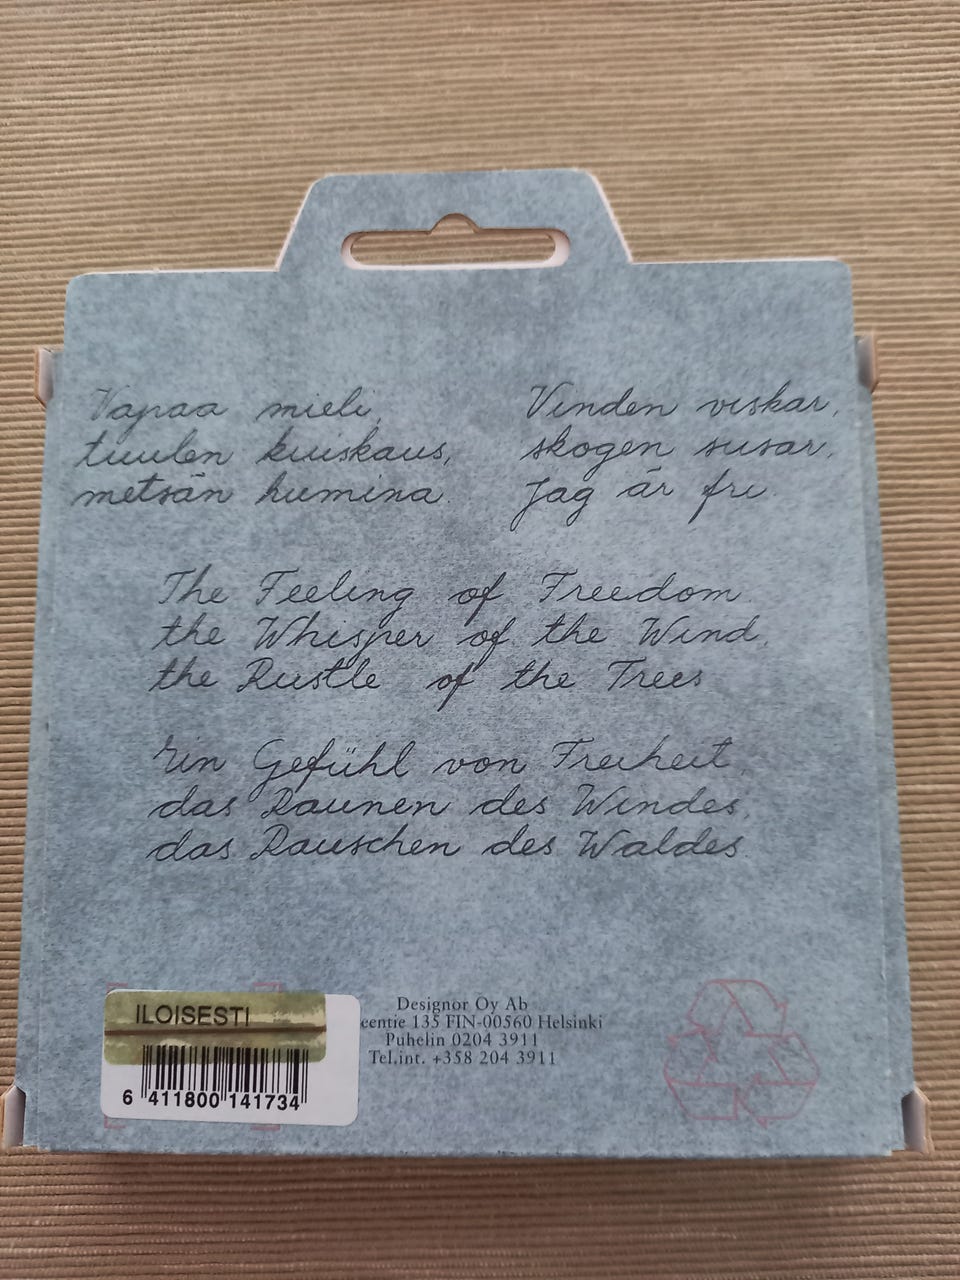 Vapaa mieli,
tuulen kuiskaus,
metsän humina.
Vinden viskar,
skogen susar,
Jag är fri.
The Feeling of Freedom
the Whisper of the Wind,
the Rustle of the Trees
Ein Gefühl von Freiheit,
das Raunen des Windes,
das Rauschen des Waldes
ILOISESTI
6 411800 141734
Designor Oy Ab
centie 135 FIN-00560 Helsinki
Puhelin 0204 3911
Tel.int. +358 204 3911